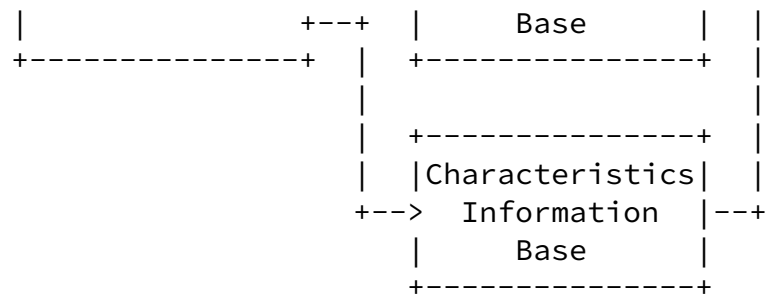 |               +--+  |     Base      |  |
+---------------+  |  +---------------+  |
                   |                     |
                   |  +---------------+  |
                   |  |Characteristics|  |
                   +-->  Information  |--+
                      |     Base      |
                      +---------------+